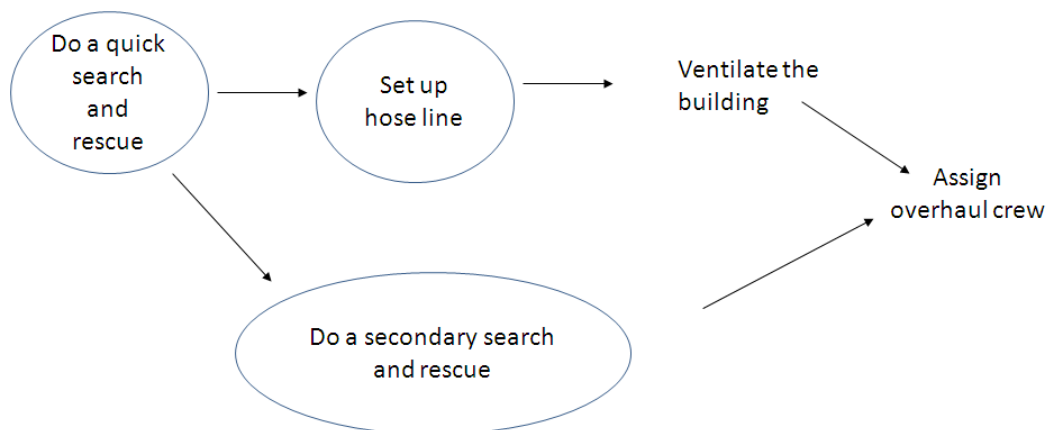 Do a quick
search
and
rescue
Set up
hose line
Ventilate the
building
Assign
overhaul crew
Do a secondary search
and rescue